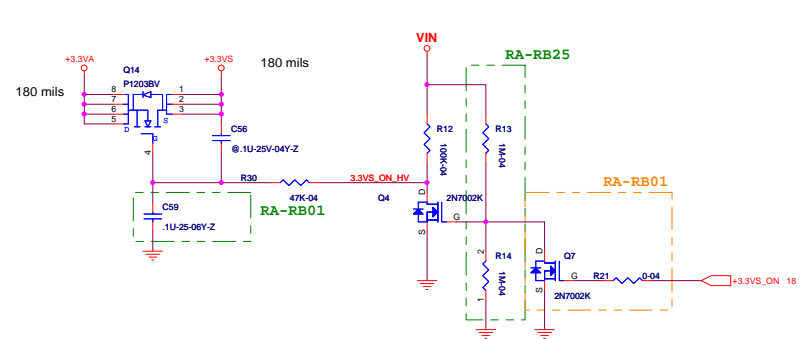 VIN
RA-RB25
+3.3VA
+3.3VS
180 mils
Q14
P1203BV
180 mils
8
7
6
5
1
2
3
D
S
G
4
C56
@.1U-25V-04Y-Z
R12
100K-04
R13
1M-04
R30
47K-04
3.3VS_ON_HV
Q4
2N7002K
D
G
S
RA-RB01
C59
.1U-25-06Y-Z
RA-RB01
2
R14
1M-04
1
D
Q7
G
S
2N7002K
R21
0-04
+3.3VS_ON 18